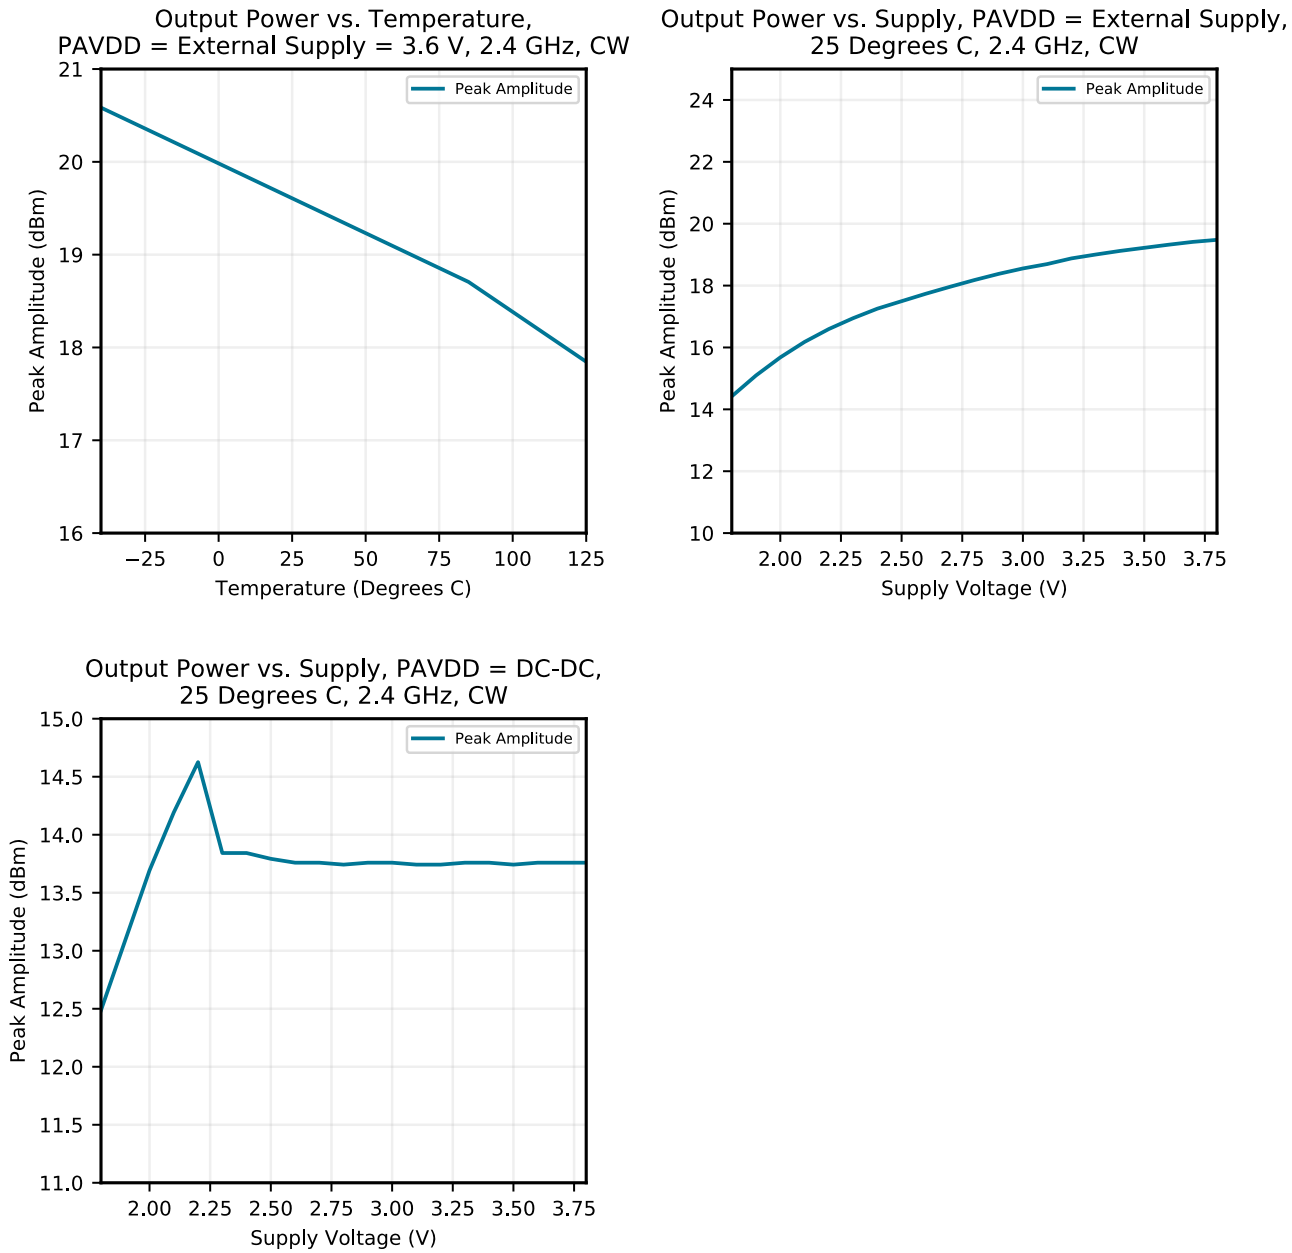 Output Power vs. Temperature,
PAVDD = External Supply = 3.6 V, 2.4 GHz, CW
Peak Amplitude
21
20
19
18
17
16
Peak Amplitude (dBm)
−25 0 25 50 75 100 125
Temperature (Degrees C)
Output Power vs. Supply, PAVDD = External Supply,
25 Degrees C, 2.4 GHz, CW
Peak Amplitude
24
22
20
18
16
14
12
10
Peak Amplitude (dBm)
2.00 2.25 2.50 2.75 3.00 3.25 3.50 3.75
Supply Voltage (V)
Output Power vs. Supply, PAVDD = DC-DC,
25 Degrees C, 2.4 GHz, CW
Peak Amplitude
15.0
14.5
14.0
13.5
13.0
12.5
12.0
11.5
11.0
Peak Amplitude (dBm)
2.00 2.25 2.50 2.75 3.00 3.25 3.50 3.75
Supply Voltage (V)